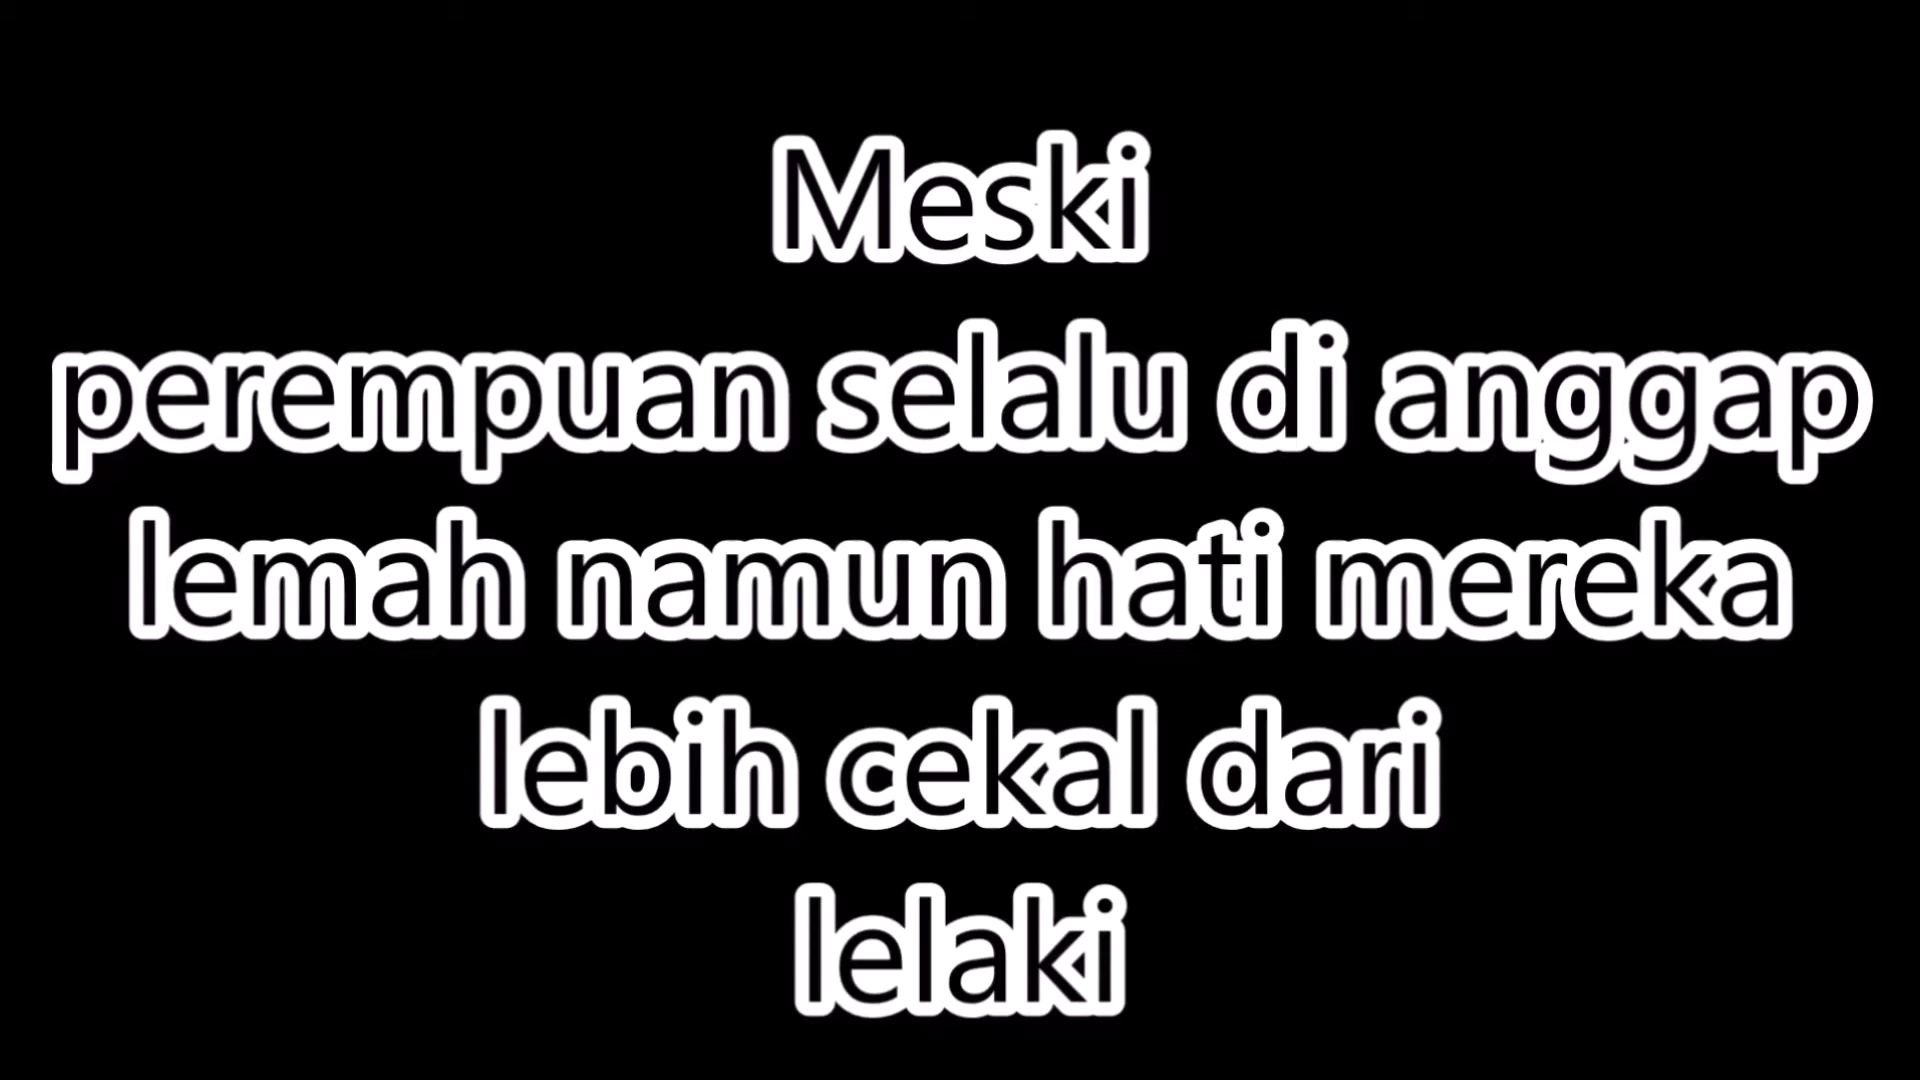 Meski
perempuan selalu di anggap
lemah namun hati mereka
lebih cekal dari
lelaki